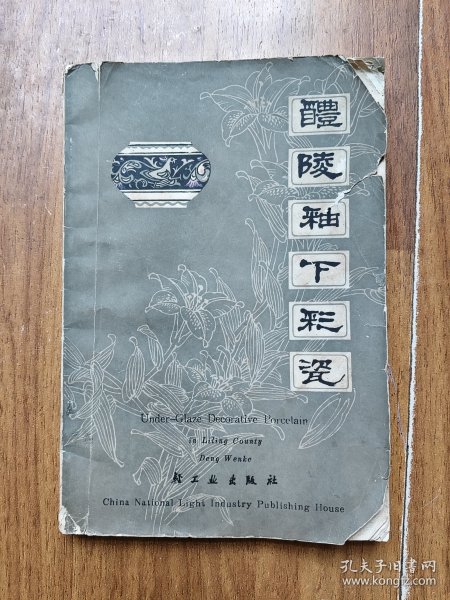 醴陵釉下彩瓷
Under-Glaze Decorative Porcelain
in Liling County
Deng Wenke
轻工业出版社
China National Light Industry Publishing House
孔夫子旧书网
www.kongfz.com